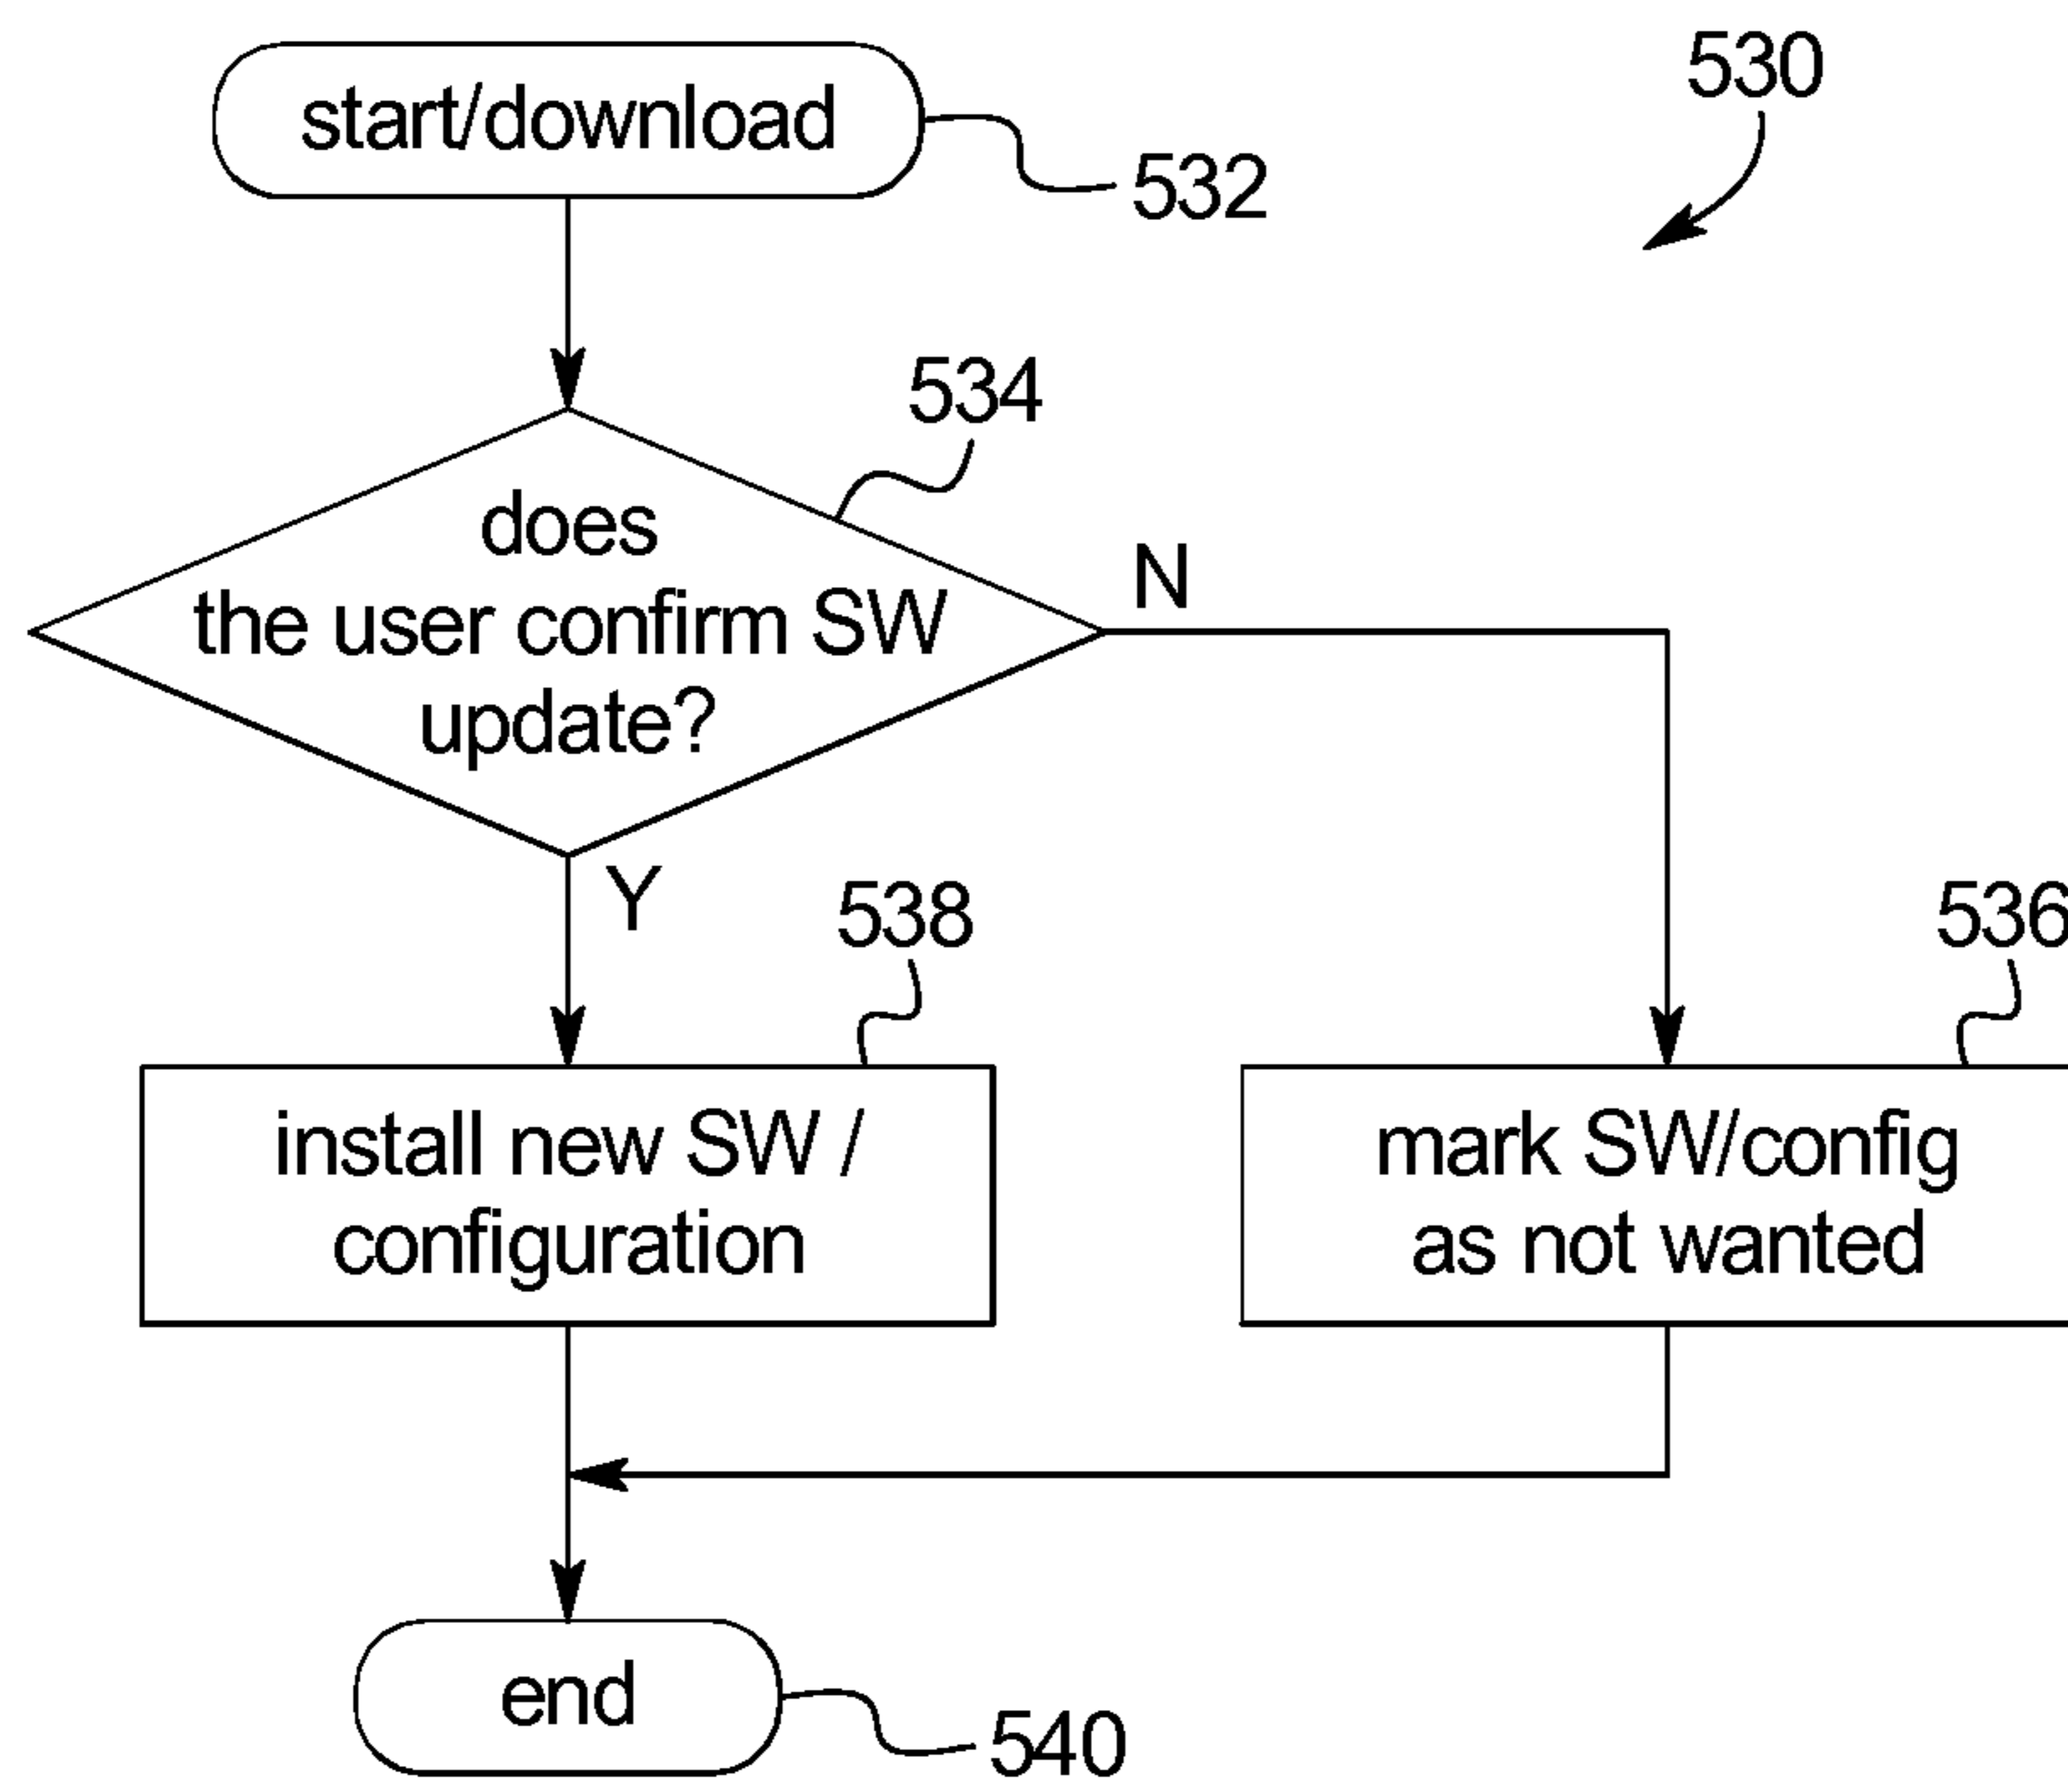 start/download
530
532
534
does
the user confirm SW
update?
N
Y
538
536
install new SW /
configuration
mark SW/config
as not wanted
end
540